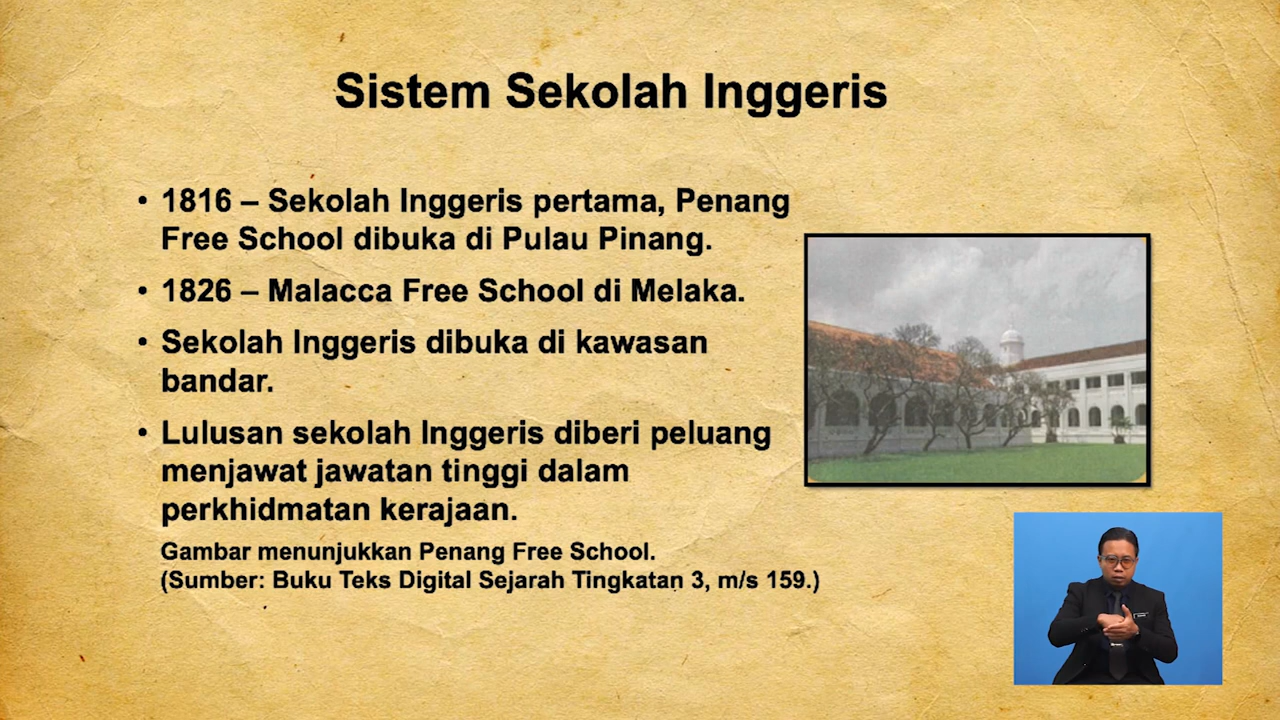 Sistem Sekolah Inggeris
• 1816 – Sekolah Inggeris pertama, Penang
Free School dibuka di Pulau Pinang.
• 1826 – Malacca Free School di Melaka.
• Sekolah Inggeris dibuka di kawasan
bandar.
• Lulusan sekolah Inggeris diberi peluang
menjawat jawatan tinggi dalam
perkhidmatan kerajaan.
Gambar menunjukkan Penang Free School.
(Sumber: Buku Teks Digital Sejarah Tingkatan 3, m/s 159.)